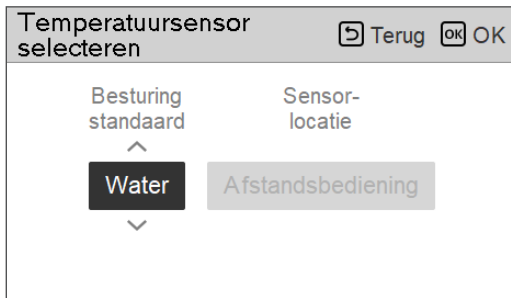 Temperatuursensor
selecteren
Terug
OK OK
Besturing
standaard
Sensor-
locatie
Water
Afstandsbediening